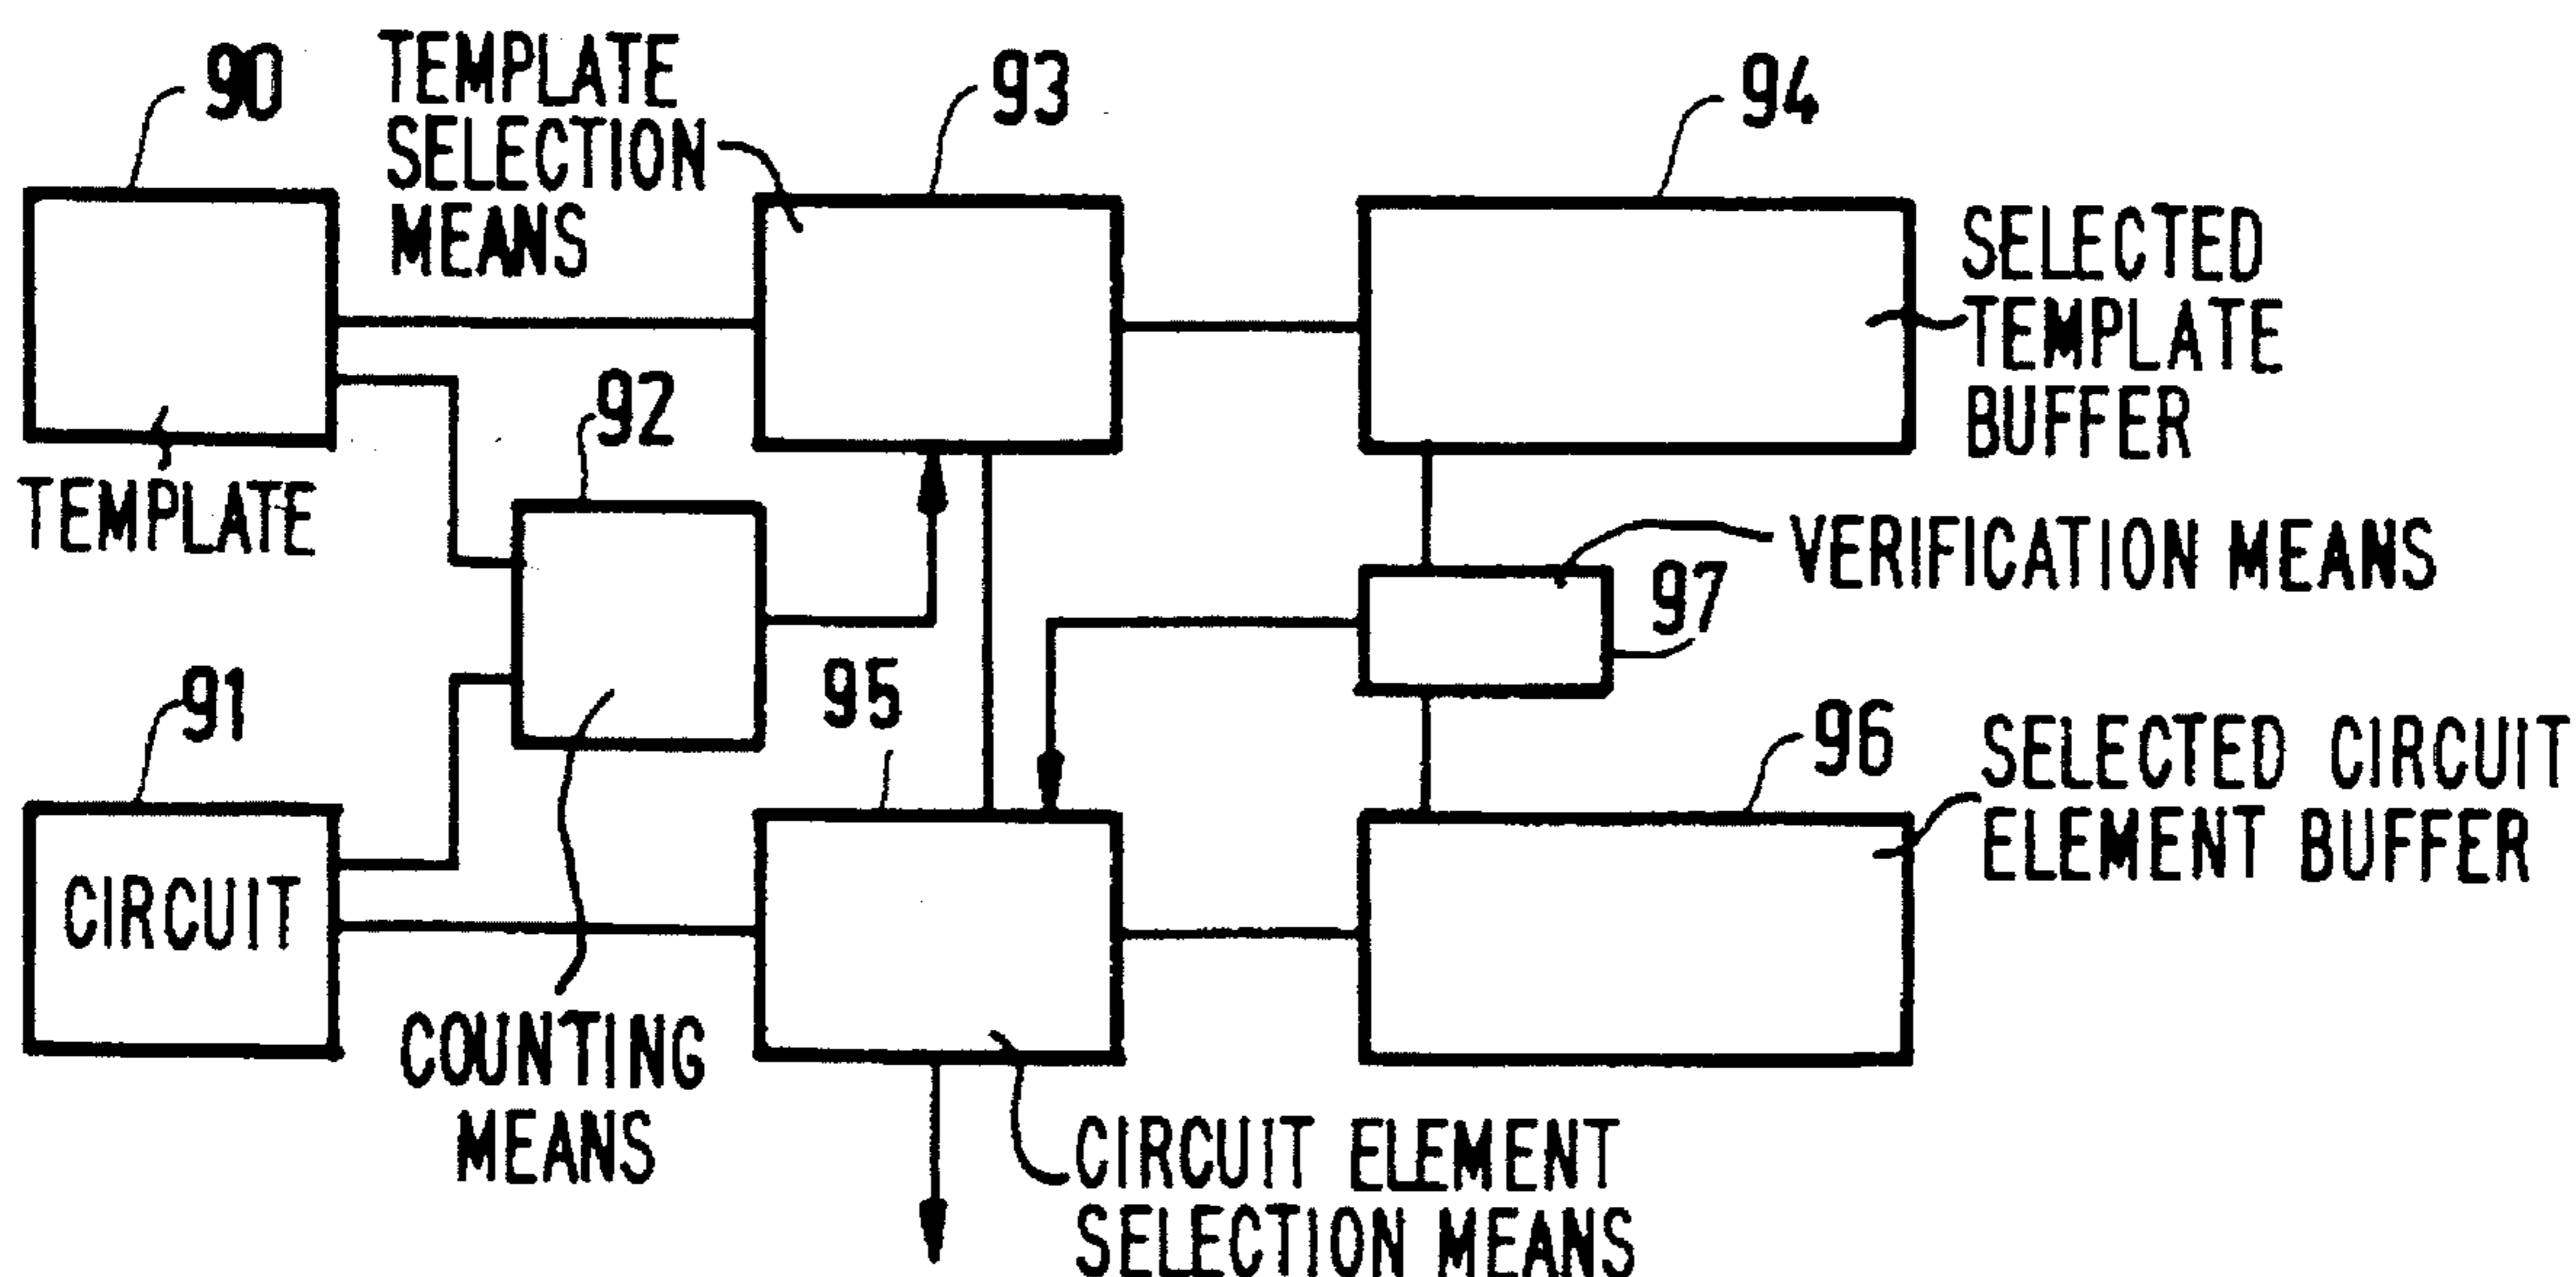 90
TEMPLATE
SELECTION
MEANS
93
94
TEMPLATE
92
SELECTED
TEMPLATE
BUFFER
VERIFICATION MEANS
97
91
95
96
CIRCUIT
SELECTED CIRCUIT
ELEMENT BUFFER
COUNTING
MEANS
CIRCUIT ELEMENT
SELECTION MEANS